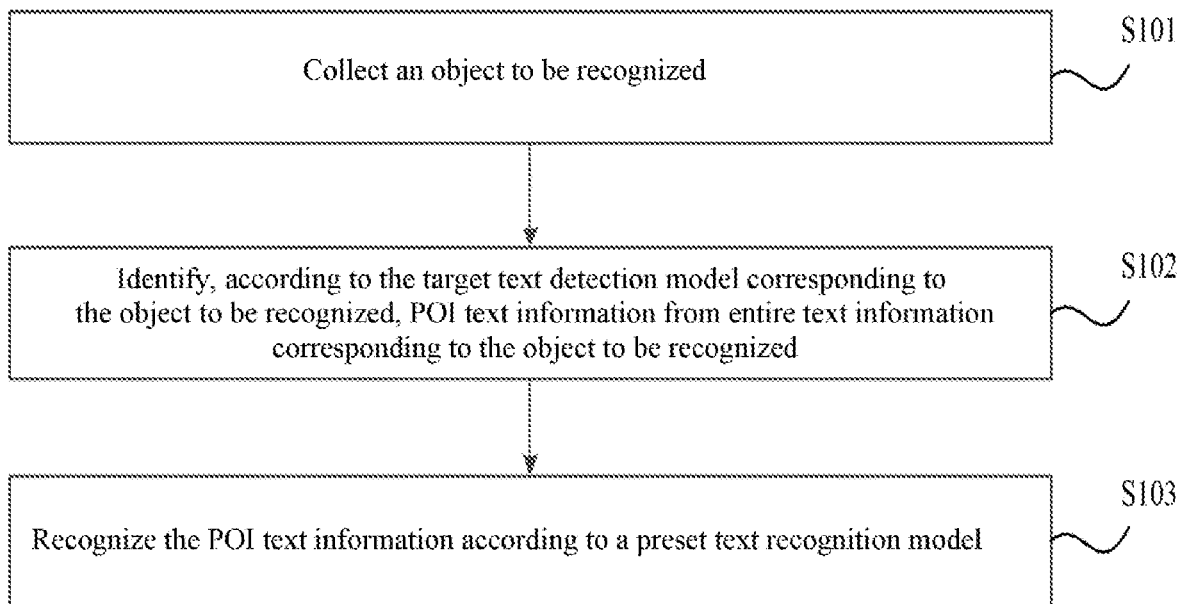 S101
Collect an object to be recognized
S102
Identify, according to the target text detection model corresponding to
the object to be recognized, POI text information from entire text information
corresponding to the object to be recognized
S103
Recognize the POI text information according to a preset text recognition model